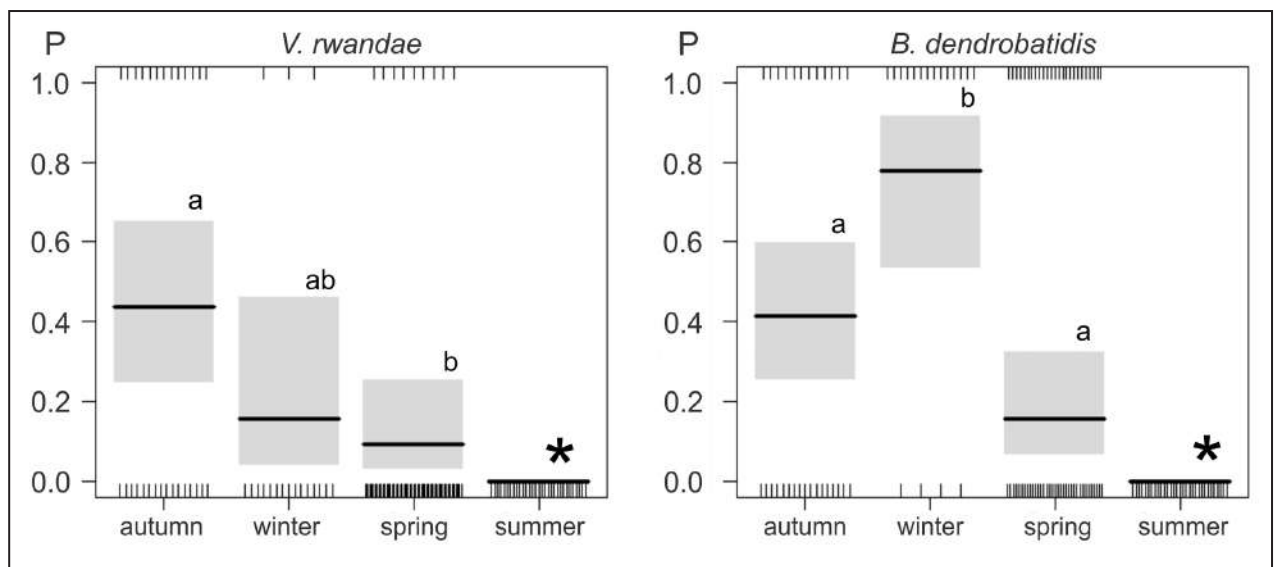 P V. rwandae
1.0
0.8
0.6
0.4
0.2
0.0
a
ab
b
*
autumn winter spring summer
P B. dendrobatidis
1.0
0.8
0.6
0.4
0.2
0.0
a
b
a
*
autumn winter spring summer